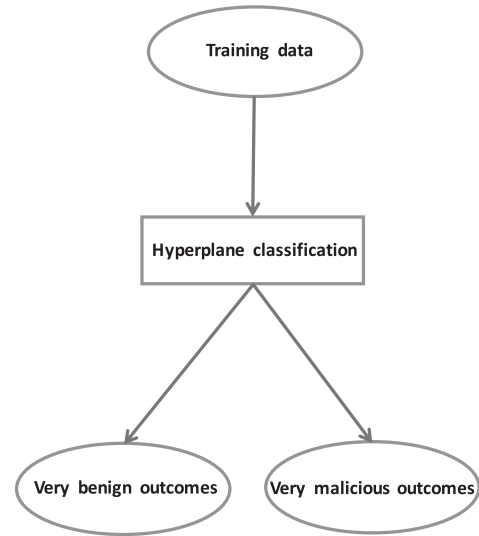 Training data
Hyperplane classification
Very benign outcomes
Very malicious outcomes